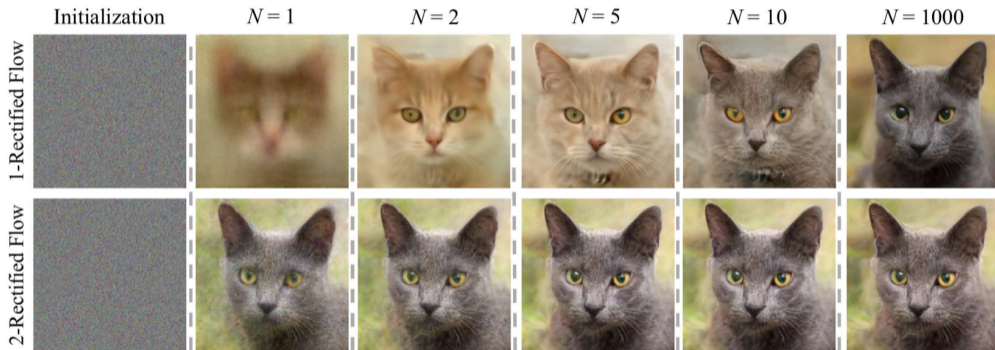 Initialization N = 1 N = 2 N = 5 N = 10 N = 1000
1-Rectified Flow
2-Rectified Flow